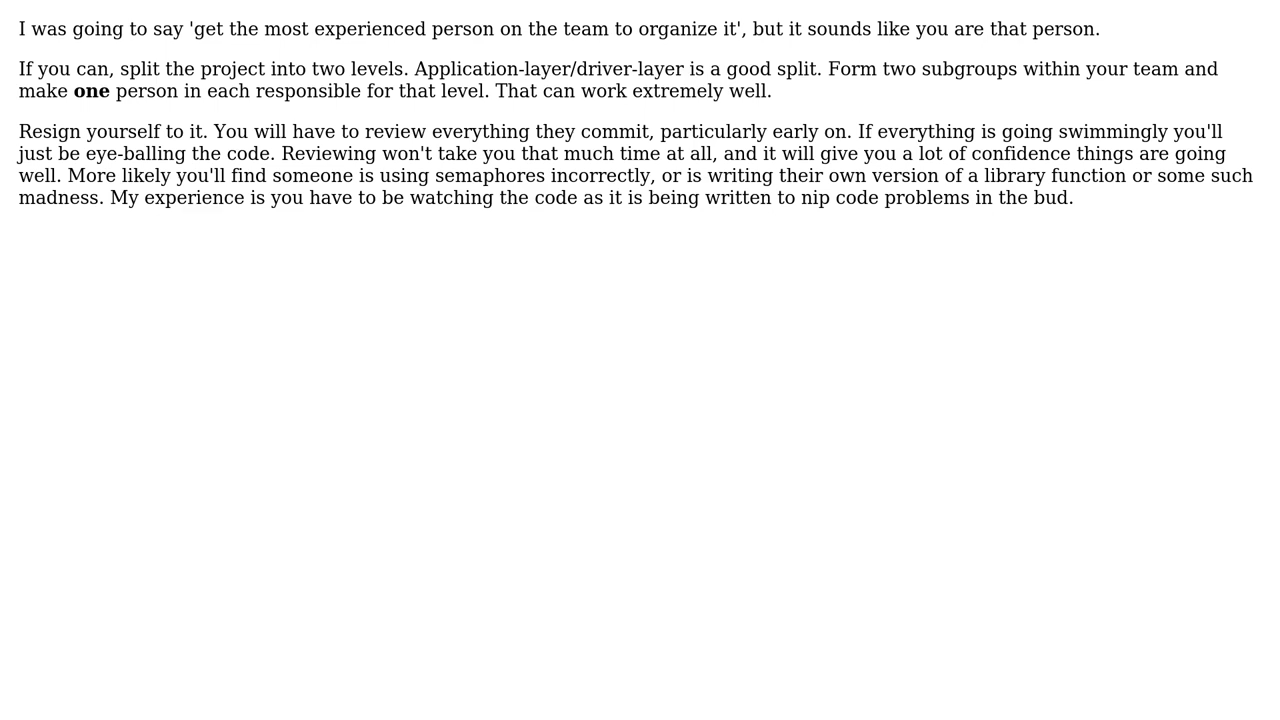 I was going to say 'get the most experienced person on the team to organize it', but it sounds like you are that person.
If you can, split the project into two levels. Application-layer/driver-layer is a good split. Form two subgroups within your team and
make one person in each responsible for that level. That can work extremely well.
Resign yourself to it. You will have to review everything they commit, particularly early on. If everything is going swimmingly you'll
just be eye-balling the code. Reviewing won't take you that much time at all, and it will give you a lot of confidence things are going
well. More likely you'll find someone is using semaphores incorrectly, or is writing their own version of a library function or some such
madness. My experience is you have to be watching the code as it is being written to nip code problems in the bud.